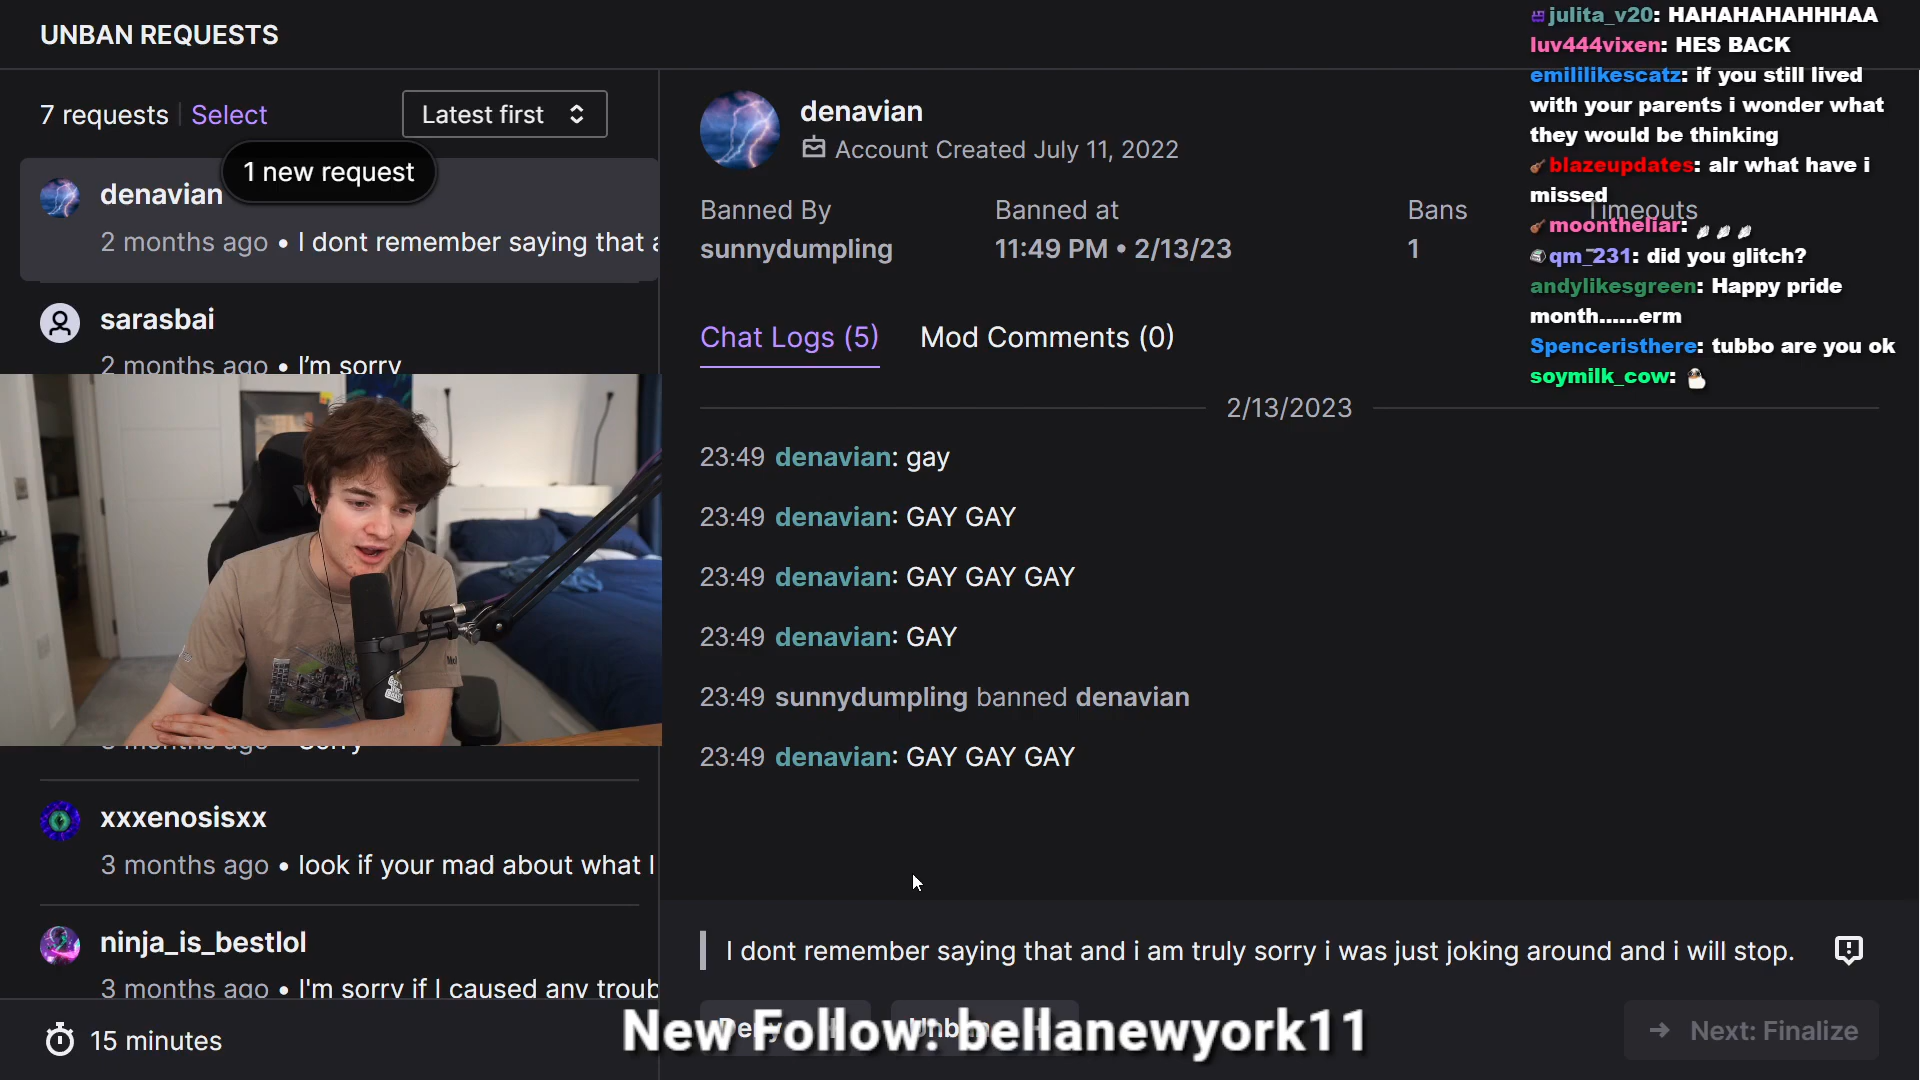 UNBAN REQUESTS
7 requests
Select
Latest first
1 new request
denavian
2 months ago • I dont remember saying that
sarasbai
2 months ago • I'm sorry
Sorry
xxxenosisxx
3 months ago • look if your mad about what I
ninja_is_bestlol
3 months ago • I'm sorry if I caused any troub
15 minutes
denavian
Account Created July 11, 2022
Banned By
sunnydumpling
Banned at
11:49 PM • 2/13/23
Bans
1
Timeouts
Chat Logs (5)
Mod Comments (0)
2/13/2023
23:49 denavian: gay
23:49 denavian: GAY GAY
23:49 denavian: GAY GAY GAY
23:49 denavian: GAY
23:49 sunnydumpling banned denavian
23:49 denavian: GAY GAY GAY
I dont remember saying that and i am truly sorry i was just joking around and i will stop.
New Follow: bellanewyork11
Next: Finalize
julita_v20: HAHAHAHAHHHAA
luv444vixen: HES BACK
emililikescatz: if you still lived
with your parents i wonder what
they would be thinking
blazeupdates: alr what have i
missed
moontheliar:
qm_231: did you glitch?
andylikesgreen: Happy pride
month......erm
Spenceristhere: tubbo are you ok
soymilk_cow: